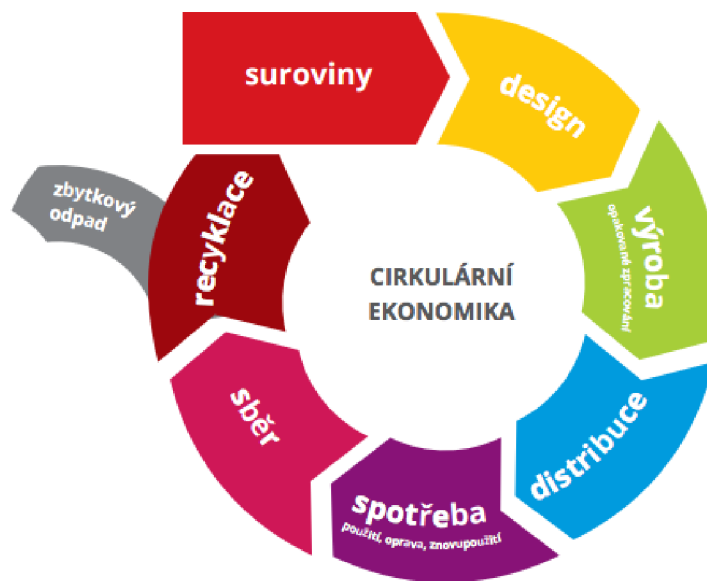 suroviny
design
výroba
opakované zpracování
distribuce
spotřeba
použití, oprava, znovupoužití
sběr
recyklace
zbytkový
odpad
CIRKULÁRNÍ
EKONOMIKA